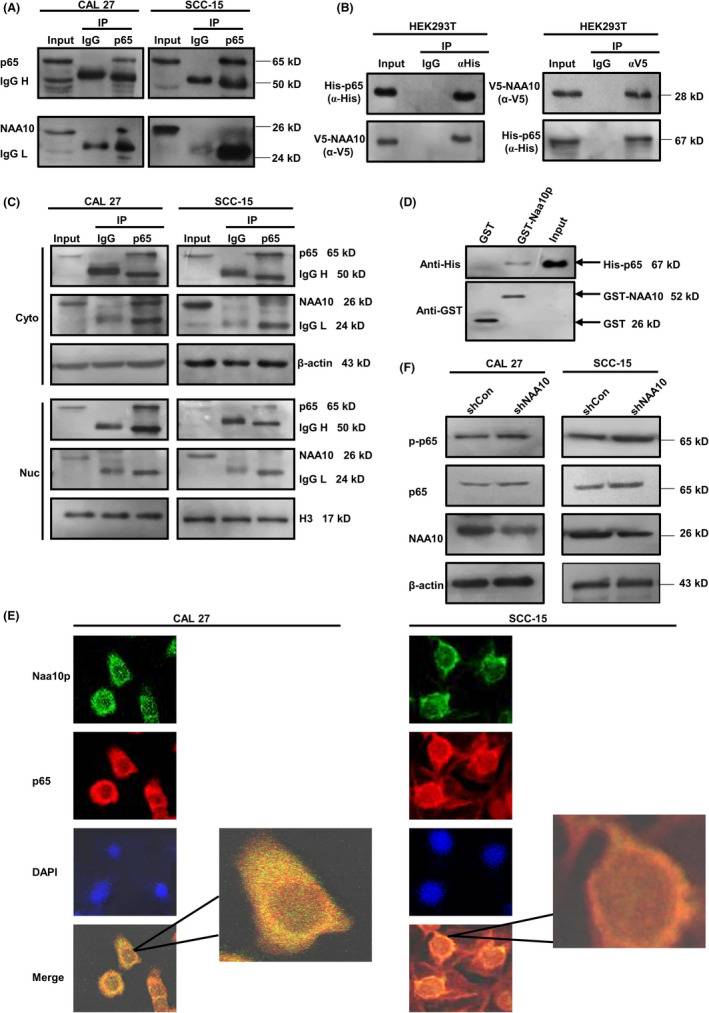 (A)
CAL 27
SCC-15
IP
IP
Input
IgG
p65
Input
IgG
p65
p65
65 kD
IgG H
50 kD
NAA10
26 kD
IgG L
24 kD
(B)
HEK293T
HEK293T
IP
IP
Input
IgG
αHis
Input
IgG
αV5
His-p65
(α-His)
V5-NAA10
(α-V5)
28 kD
V5-NAA10
(α-V5)
His-p65
(α-His)
67 kD
(C)
CAL 27
SCC-15
IP
IP
Input
IgG
p65
Input
IgG
p65
Cyto
p65 65 kD
IgG H 50 kD
NAA10 26 kD
IgG L 24 kD
β-actin 43 kD
Nuc
p65 65 kD
IgG H 50 kD
NAA10 26 kD
IgG L 24 kD
H3 17 kD
(D)
GST
GST-Naa10p
Input
Anti-His
His-p65 67 kD
Anti-GST
GST-NAA10 52 kD
GST 26 kD
(F)
CAL 27
SCC-15
shCon
shNAA10
shCon
shNAA10
p-p65
65 kD
p65
65 kD
NAA10
26 kD
β-actin
43 kD
(E)
CAL 27
SCC-15
Naa10p
p65
DAPI
Merge